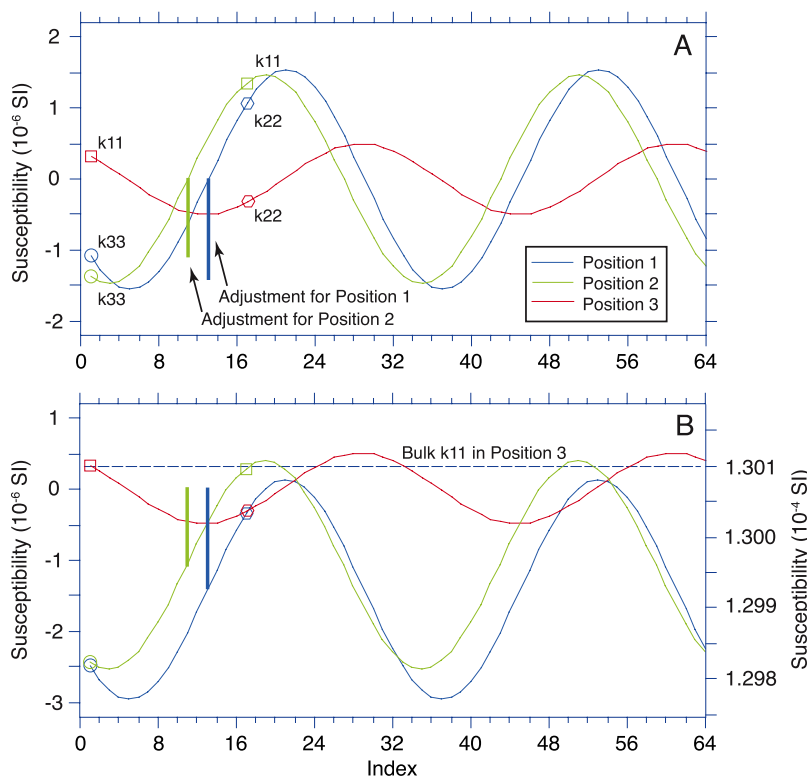 A
k11
k11
k22
k22
k33
k33
Adjustment for Position 1
Adjustment for Position 2
Position 1
Position 2
Position 3
Susceptibility (10-6 SI)
2
1
0
-1
-2
0 8 16 24 32 40 48 56 64
B
Bulk k11 in Position 3
Susceptibility (10-6 SI)
1
0
-1
-2
-3
1.301
1.300
1.299
1.298
Susceptibility (10-4 SI)
0 8 16 24 32 40 48 56 64
Index